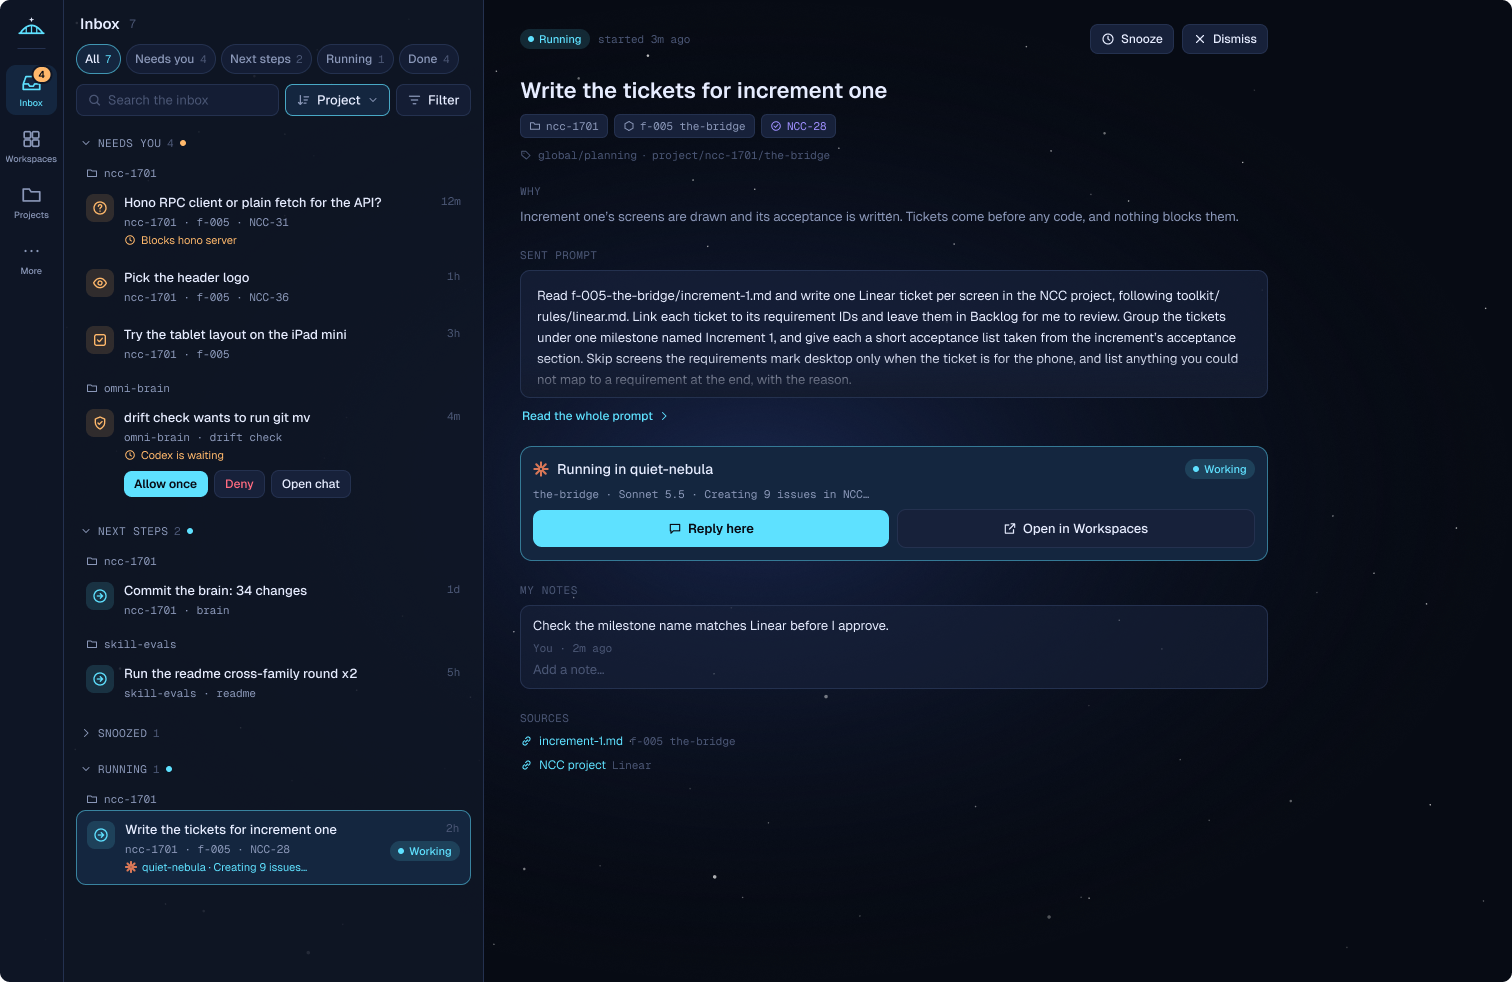 4
Inbox
Workspaces
Projects
More
Inbox 7
All 7
Needs you 4
Next steps 2
Running 1
Done 4
Search the inbox
Project
Filter
NEEDS YOU 4
ncc-1701
Hono RPC client or plain fetch for the API? 12m
ncc-1701 · f-005 · NCC-31
Blocks hono server
Pick the header logo 1h
ncc-1701 · f-005 · NCC-36
Try the tablet layout on the iPad mini 3h
ncc-1701 · f-005
omni-brain
drift check wants to run git mv 4m
omni-brain · drift check
Codex is waiting
Allow once Deny Open chat
NEXT STEPS 2
ncc-1701
Commit the brain: 34 changes 1d
ncc-1701 · brain
skill-evals
Run the readme cross-family round x2 5h
skill-evals · readme
SNOOZED 1
RUNNING 1
ncc-1701
Write the tickets for increment one 2h
ncc-1701 · f-005 · NCC-28 Working
quiet-nebula · Creating 9 issues…
Running started 3m ago
Snooze Dismiss
Write the tickets for increment one
ncc-1701 f-005 the-bridge NCC-28
global/planning · project/ncc-1701/the-bridge
WHY
Increment one’s screens are drawn and its acceptance is written. Tickets come before any code, and nothing blocks them.
SENT PROMPT
Read f-005-the-bridge/increment-1.md and write one Linear ticket per screen in the NCC project, following toolkit/
rules/linear.md. Link each ticket to its requirement IDs and leave them in Backlog for me to review. Group the tickets
under one milestone named Increment 1, and give each a short acceptance list taken from the increment’s acceptance
section. Skip screens the requirements mark desktop only when the ticket is for the phone, and list anything you could
not map to a requirement at the end, with the reason.
Read the whole prompt
Running in quiet-nebula Working
the-bridge · Sonnet 5.5 · Creating 9 issues in NCC…
Reply here
Open in Workspaces
MY NOTES
Check the milestone name matches Linear before I approve.
You · 2m ago
Add a note…
SOURCES
increment-1.md f-005 the-bridge
NCC project Linear